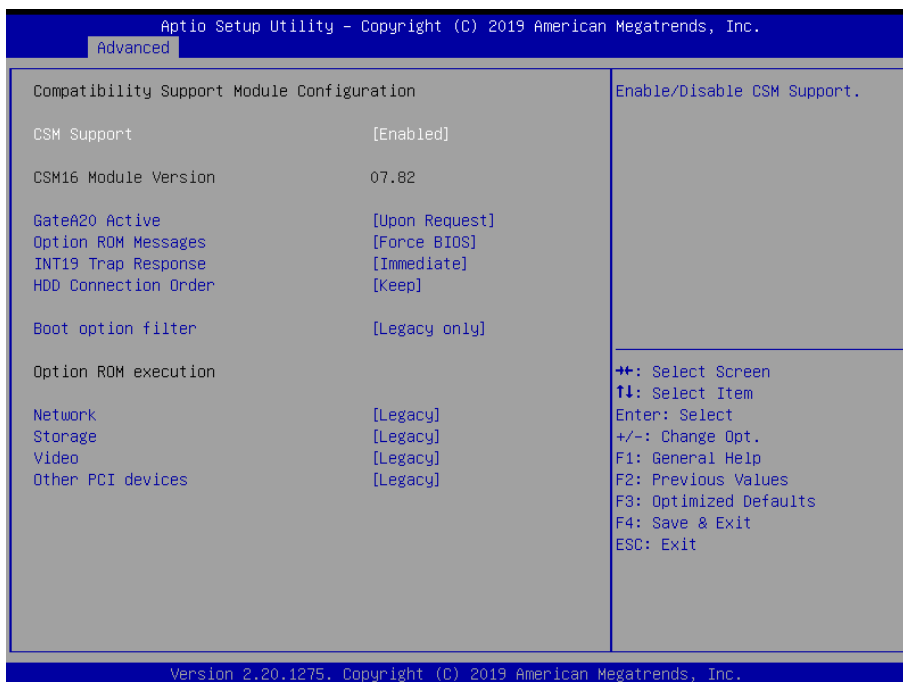 Aptio Setup Utility – Copyright (C) 2019 American Megatrends, Inc.
Advanced
Compatibility Support Module Configuration
CSM Support [Enabled]
CSM16 Module Version 07.82
GateA20 Active [Upon Request]
Option ROM Messages [Force BIOS]
INT19 Trap Response [Immediate]
HDD Connection Order [Keep]
Boot option filter [Legacy only]
Option ROM execution
Network [Legacy]
Storage [Legacy]
Video [Legacy]
Other PCI devices [Legacy]
Enable/Disable CSM Support.
→←: Select Screen
↑↓: Select Item
Enter: Select
+/-: Change Opt.
F1: General Help
F2: Previous Values
F3: Optimized Defaults
F4: Save & Exit
ESC: Exit
Version 2.20.1275. Copyright (C) 2019 American Megatrends, Inc.